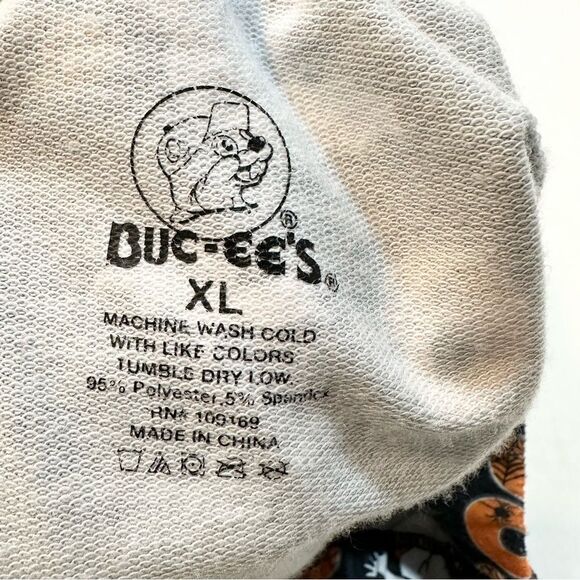 BUC-EE'S®
®
XL
MACHINE WASH COLD
WITH LIKE COLORS
TUMBLE DRY LOW
95% Polyester, 5% Spandex
RN# 109169
MADE IN CHINA